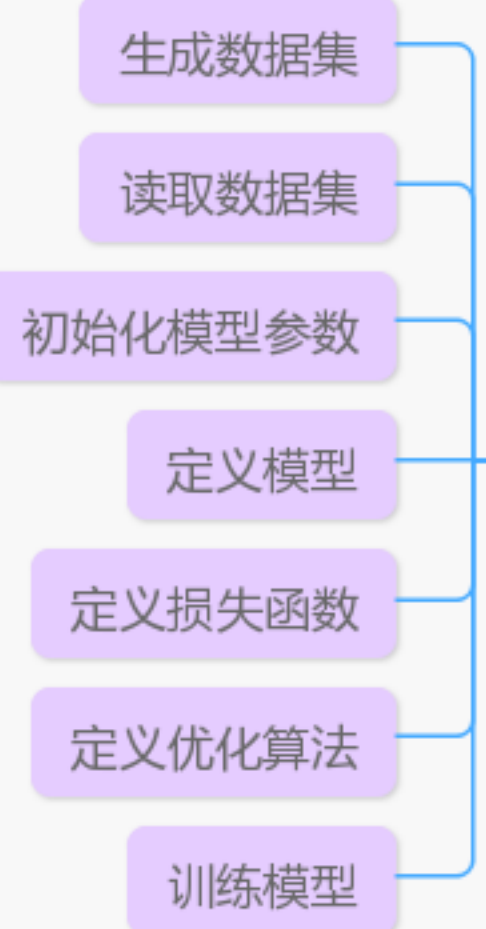 生成数据集
读取数据集
初始化模型参数
定义模型
定义损失函数
定义优化算法
训练模型